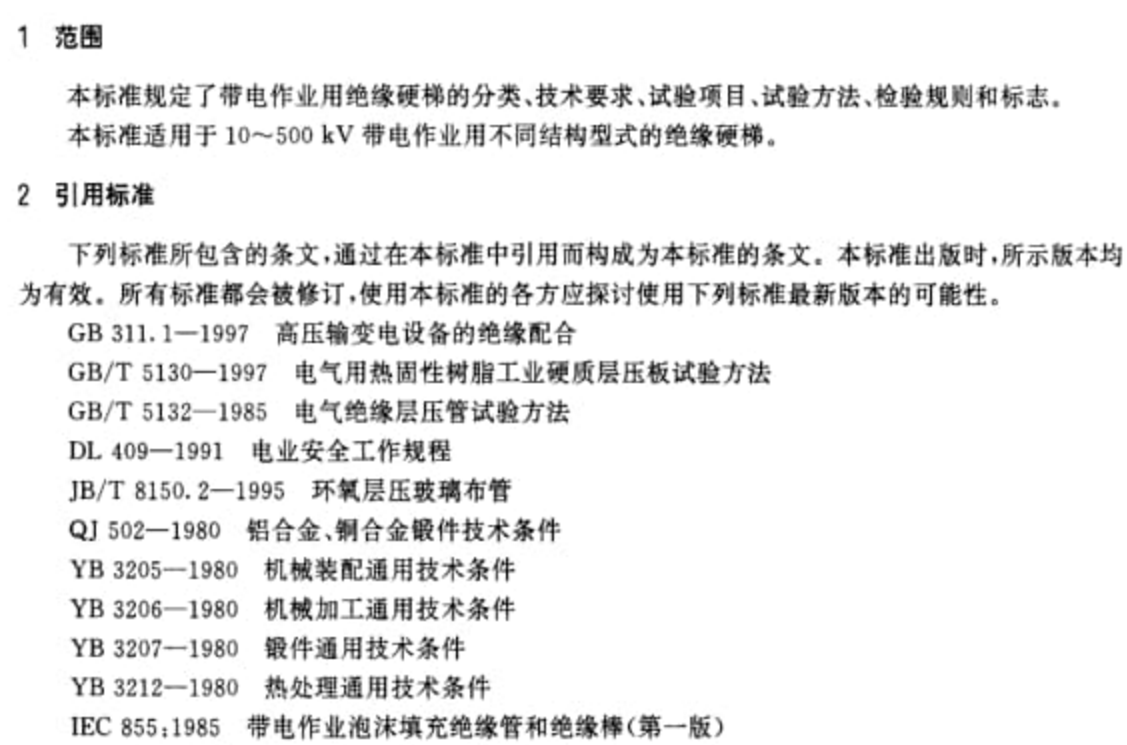 1 范围
本标准规定了带电作业用绝缘硬梯的分类、技术要求、试验项目、试验方法、检验规则和标志。
本标准适用于 10～500 kV 带电作业用不同结构型式的绝缘硬梯。
2 引用标准
下列标准所包含的条文,通过在本标准中引用而构成为本标准的条文。本标准出版时,所示版本均
为有效。所有标准都会被修订,使用本标准的各方应探讨使用下列标准最新版本的可能性。
GB 311.1—1997 高压输变电设备的绝缘配合
GB/T 5130—1997 电气用热固性树脂工业硬质层压板试验方法
GB/T 5132—1985 电气绝缘层压管试验方法
DL 409—1991 电业安全工作规程
JB/T 8150.2—1995 环氧层压玻璃布管
QJ 502—1980 铝合金、铜合金锻件技术条件
YB 3205—1980 机械装配通用技术条件
YB 3206—1980 机械加工通用技术条件
YB 3207—1980 锻件通用技术条件
YB 3212—1980 热处理通用技术条件
IEC 855:1985 带电作业泡沫填充绝缘管和绝缘棒(第一版)